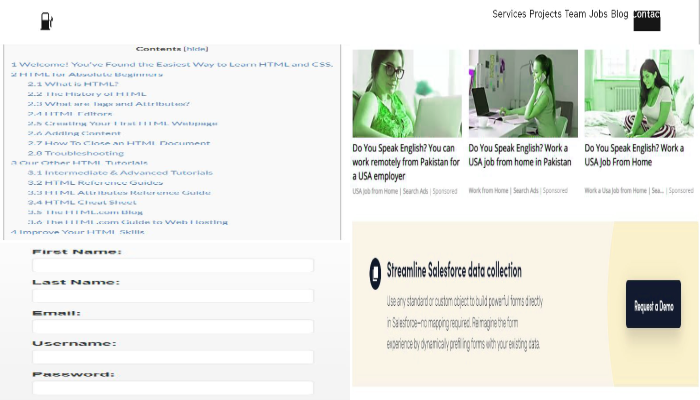 Services Projects Team Jobs Blog Contac
Contents [hide]
1 Welcome! You've Found the Easiest Way to Learn HTML and CSS.
2 HTML for Absolute Beginners
2.1 What is HTML?
2.2 The History of HTML
2.3 What are Tags and Attributes?
2.4 HTML Editors
2.5 Creating Your First HTML Webpage
2.6 Adding Content
2.7 How To Close an HTML Document
2.8 Troubleshooting
3 Our Other HTML Tutorials
3.1 Intermediate & Advanced Tutorials
3.2 HTML Reference Guides
3.3 HTML Attributes Reference Guide
3.4 HTML Cheat Sheet
3.5 The HTML.com Blog
3.6 The HTML.com Guide to Web Hosting
4 Improve Your HTML Skills
First Name:
Last Name:
Email:
Username:
Password:
Do You Speak English? You can
work remotely from Pakistan for
a USA employer
USA Job from Home | Search Ads | Sponsored
Do You Speak English? Work a
USA job from home in Pakistan
Work from Home | Search Ads | Sponsored
Do You Speak English? Work a
USA Job From Home
Work a Usa Job from Home | Sea... | Sponsored
Streamline Salesforce data collection
Use any standard or custom object to build powerful forms directly
in Salesforce—no mapping required. Reimagine the form
experience by dynamically prefilling forms with your existing data.
Request a Demo